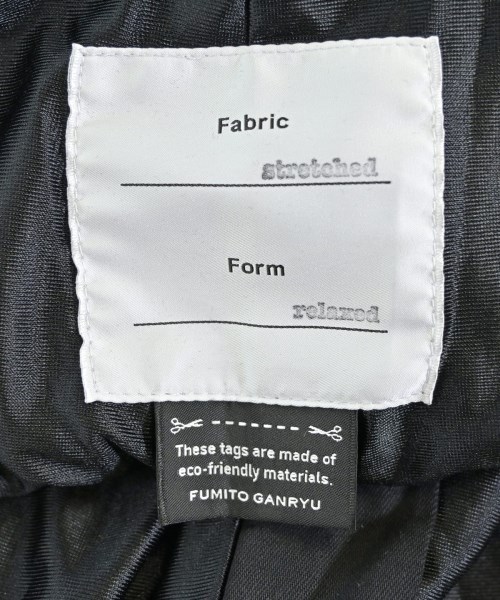 Fabric
stretched
Form
relaxed
These tags are made of
eco-friendly materials.
FUMITO GANRYU